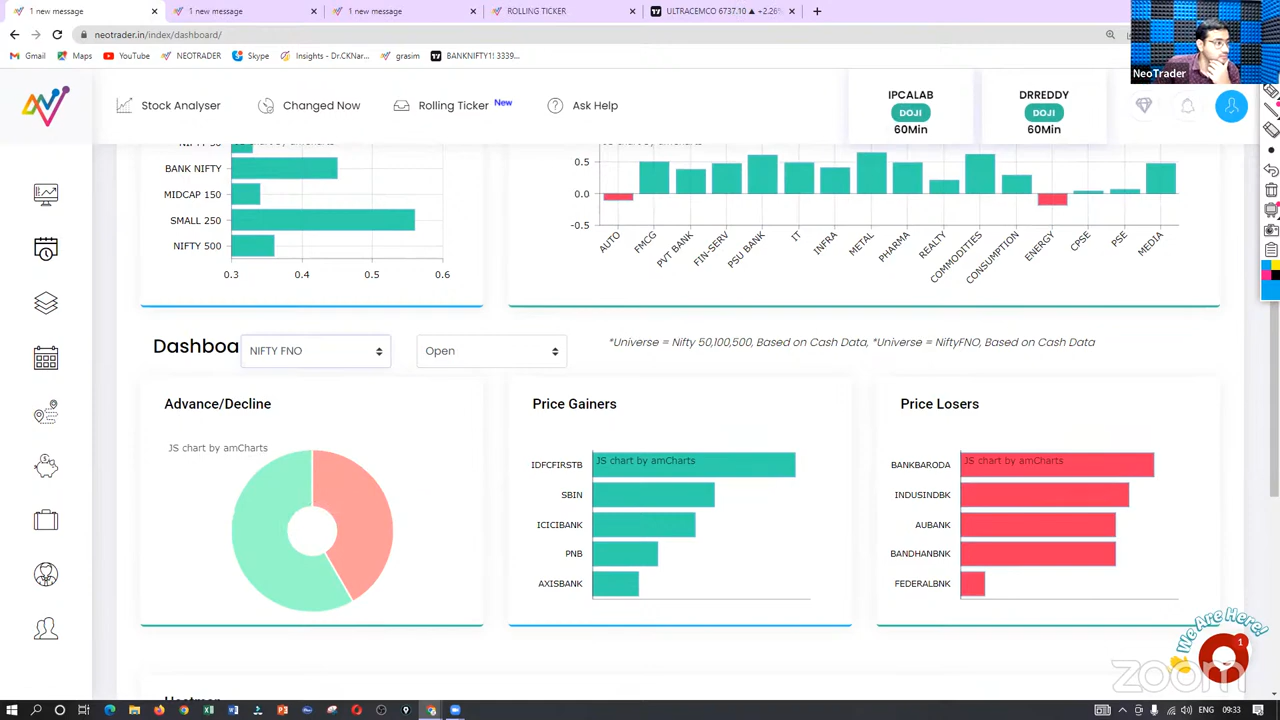 1 new message
1 new message
1 new message
ROLLING TICKER
ULTRACEMCO 6737.10 ▲ +2.26%
neotrader.in/index/dashboard/
Gmail
Maps
YouTube
NEOTRADER
Skype
Insights - Dr.CKNar...
grasim
BANKNIFTY1! 3339...
NeoTrader
Stock Analyser
Changed Now
Rolling Ticker New
Ask Help
IPCALAB
DOJI
60Min
DRREDDY
DOJI
60Min
BANK NIFTY
MIDCAP 150
SMALL 250
NIFTY 500
0.3 0.4 0.5 0.6
0.5
0.0
-0.5
AUTO
FMCG
PVT BANK
FIN-SERV
PSU BANK
IT
INFRA
METAL
PHARMA
REALTY
COMMODITIES
CONSUMPTION
ENERGY
CPSE
PSE
MEDIA
Dashboa
NIFTY FNO
Open
*Universe = Nifty 50,100,500, Based on Cash Data, *Universe = NiftyFNO, Based on Cash Data
Advance/Decline
JS chart by amCharts
Price Gainers
JS chart by amCharts
IDFCFIRSTB
SBIN
ICICIBANK
PNB
AXISBANK
Price Losers
JS chart by amCharts
BANKBARODA
INDUSINDBK
AUBANK
BANDHANBNK
FEDERALBNK
We Are Here!
1
zoom
ENG
09:33